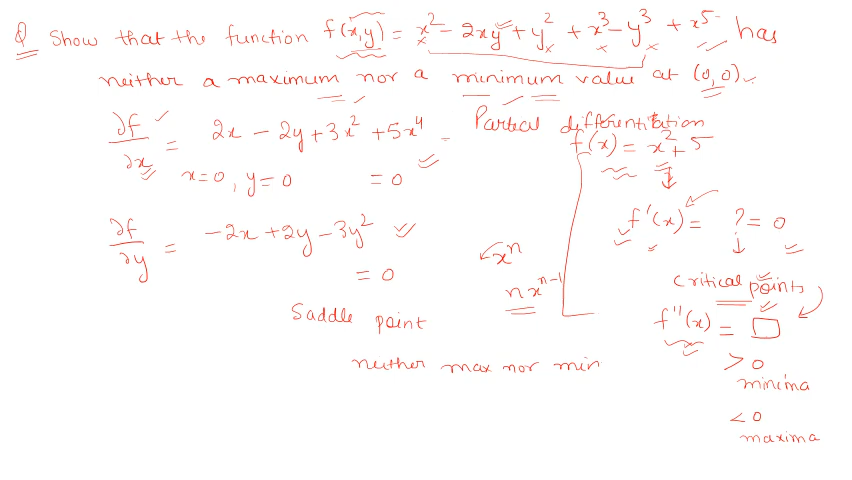 Q Show that the function f(x,y) = x² - 2xy + y² + x³ - y³ + x⁵ has
neither a maximum nor a minimum value at (0,0).
∂f/∂x = 2x - 2y + 3x² + 5x⁴
x=0, y=0 = 0
∂f/∂y = -2x + 2y - 3y²
= 0
Saddle point
neither max nor min
Partial differentiation
f(x) = x² + 5
xⁿ
nxⁿ⁻¹
f'(x) = ? = 0
critical points
f''(x) = □
> 0
minima
< 0
maxima